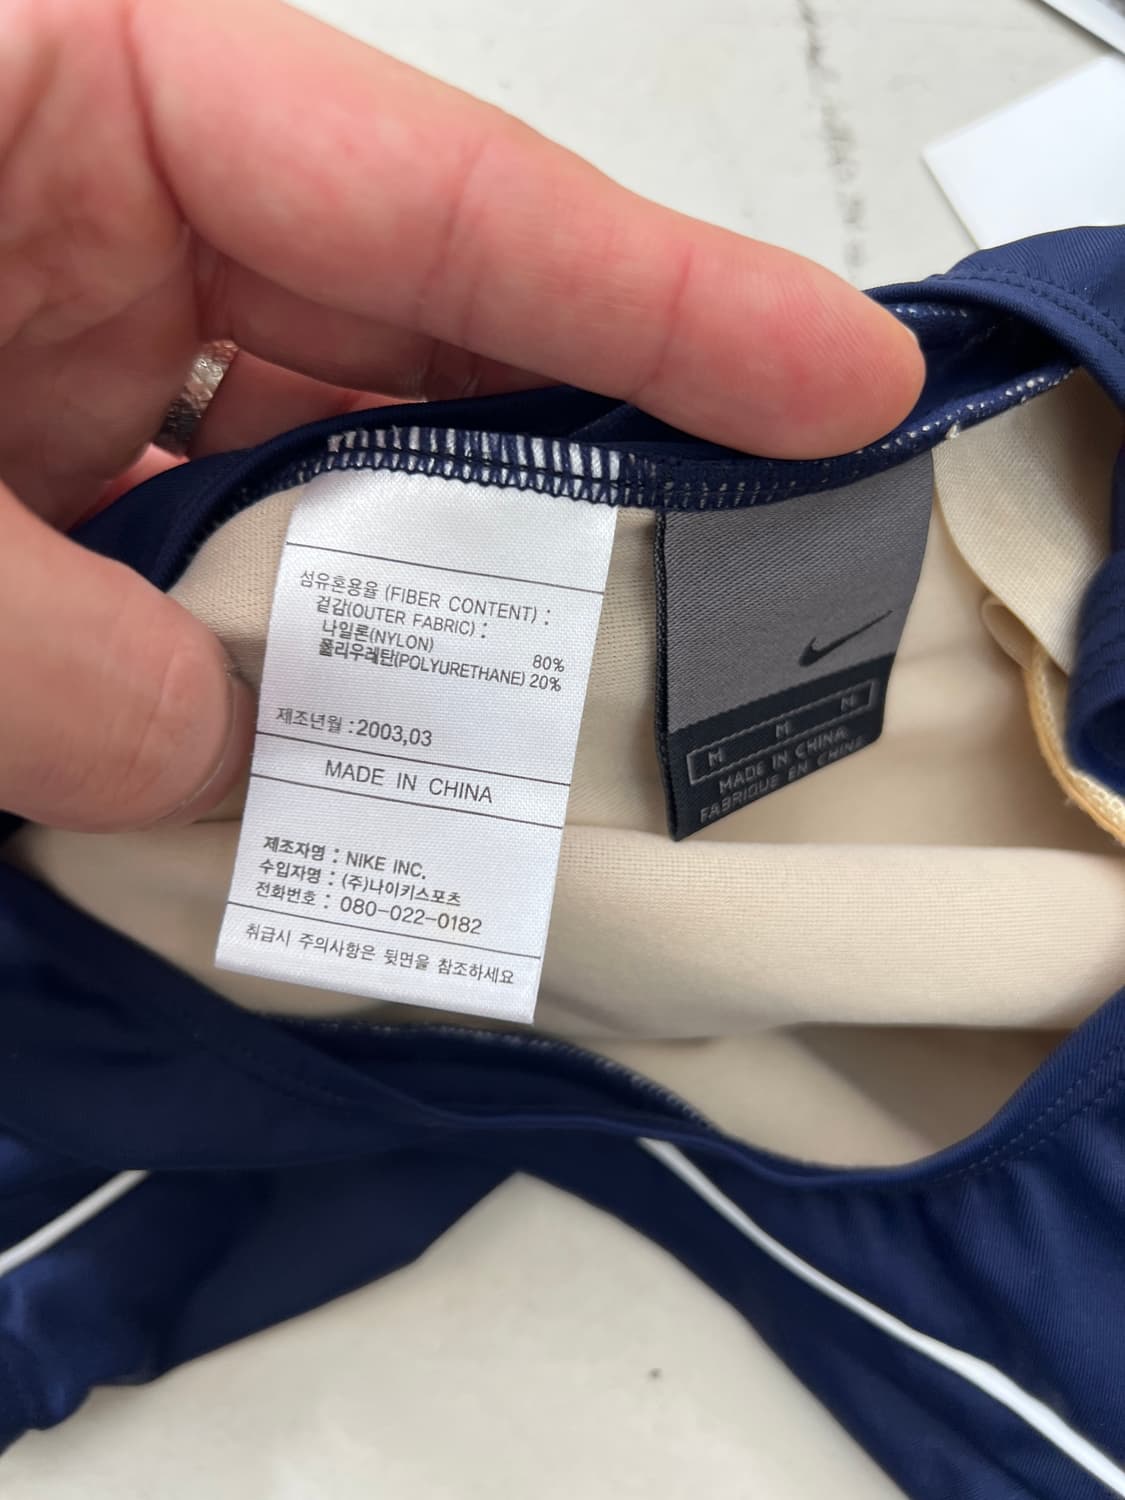 섬유혼용율 (FIBER CONTENT) :
겉감(OUTER FABRIC) :
나일론(NYLON) 80%
폴리우레탄(POLYURETHANE) 20%
제조년월 : 2003,03
MADE IN CHINA
제조자명 : NIKE INC.
수입자명 : (주)나이키스포츠
전화번호 : 080-022-0182
취급시 주의사항은 뒷면을 참조하세요
M M M
MADE IN CHINA
FABRIQUE EN CHINE